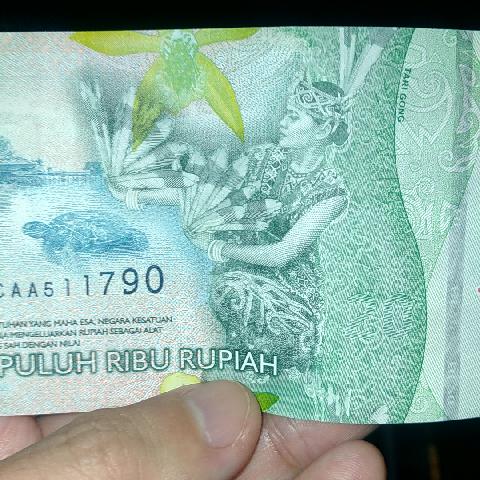 TARI GONG
CAA511790
TUHAN YANG MAHA ESA, NEGARA KESATUAN
MENGELUARKAN RUPIAH SEBAGAI ALAT
SAH DENGAN NILAI
PULUH RIBU RUPIAH